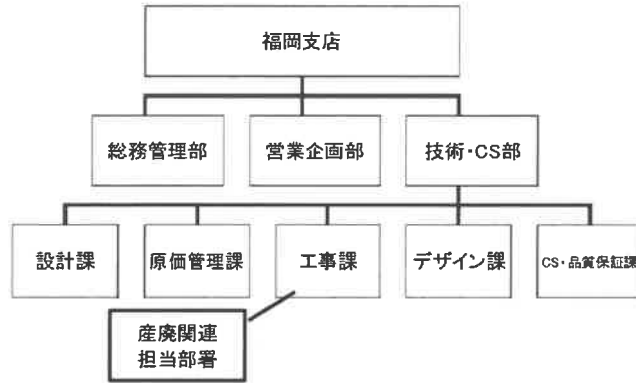 福岡支店
総務管理部
営業企画部
技術・CS部
設計課
原価管理課
工事課
デザイン課
CS・品質保証課
産廃関連
担当部署